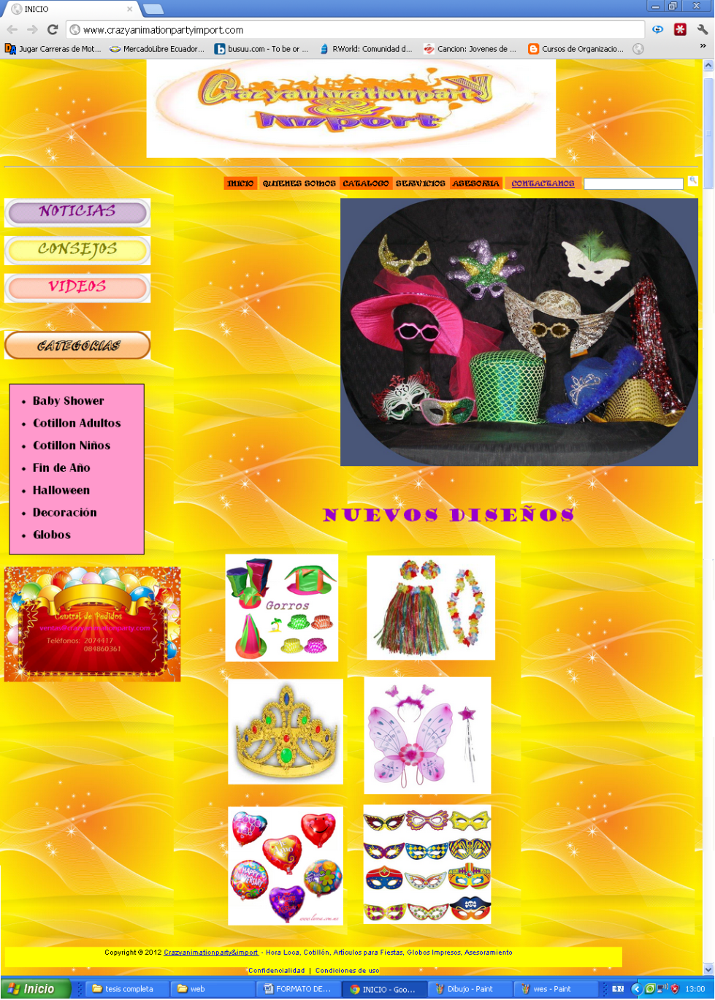 INICIO
www.crazyanimationpartyimport.com
Jugar Carreras de Mot...
MercadoLibre Ecuador...
busuu.com - To be or ...
RWorld: Comunidad d...
Cancion: Jovenes de ...
Cursos de Organizacio...
»
Crazyanimationparty
&
Import
INICIO QUIENES SOMOS CATALOGO SERVICIOS ASESORIA CONTACTANOS
NOTICIAS
CONSEJOS
VIDEOS
CATEGORIAS
• Baby Shower
• Cotillon Adultos
• Cotillon Niños
• Fin de Año
• Halloween
• Decoración
• Globos
NUEVOS DISEÑOS
Gorros
Central de Pedidos
ventas@crazyanimationparty.com
Teléfonos: 2074417
084860361
HAPPY
ANNIVERSARY
Copyright © 2012 Crazyanimationparty&import - Hora Loca, Cotillón, Artículos para Fiestas, Globos Impresos, Asesoramiento
Confidencialidad | Condiciones de uso
Inicio
tesis completa
web
FORMATO DE...
INICIO - Goo...
Dibujo - Paint
wes - Paint
EN
13:00